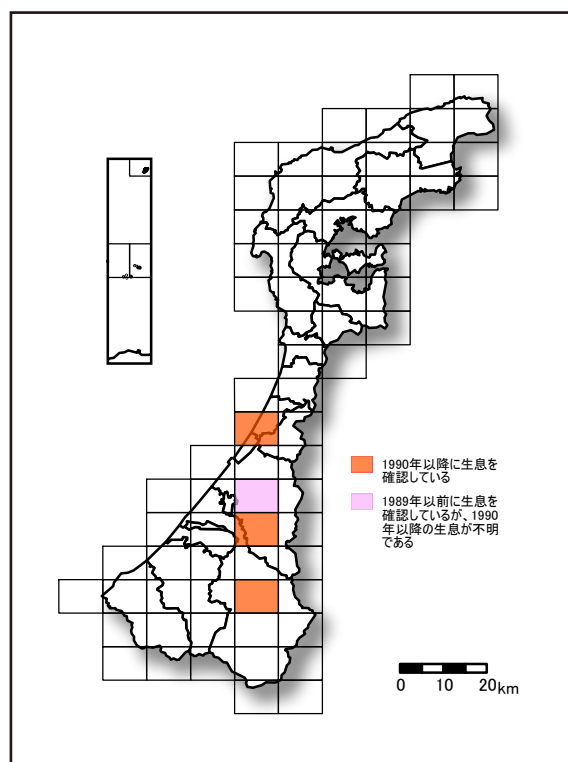 1990年以降に生息を
確認している
1989年以前に生息を
確認しているが、1990
年以降の生息が不明
である
0 10 20km